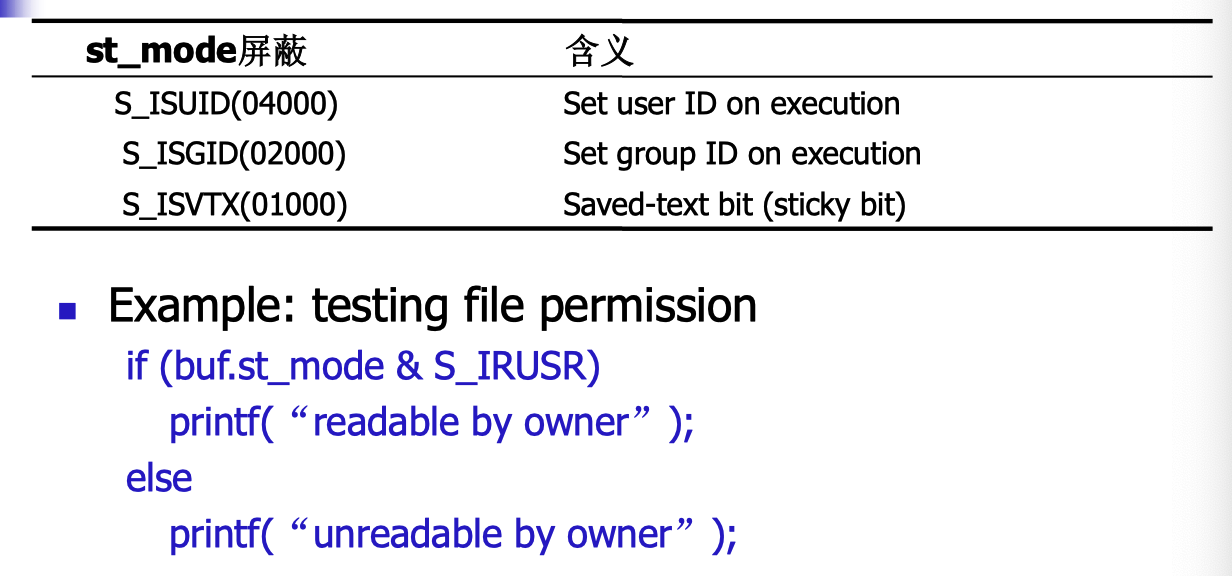 st_mode屏蔽 含义
S_ISUID(04000) Set user ID on execution
S_ISGID(02000) Set group ID on execution
S_ISVTX(01000) Saved-text bit (sticky bit)
Example: testing file permission
if (buf.st_mode & S_IRUSR)
printf( “readable by owner” );
else
printf( “unreadable by owner” );